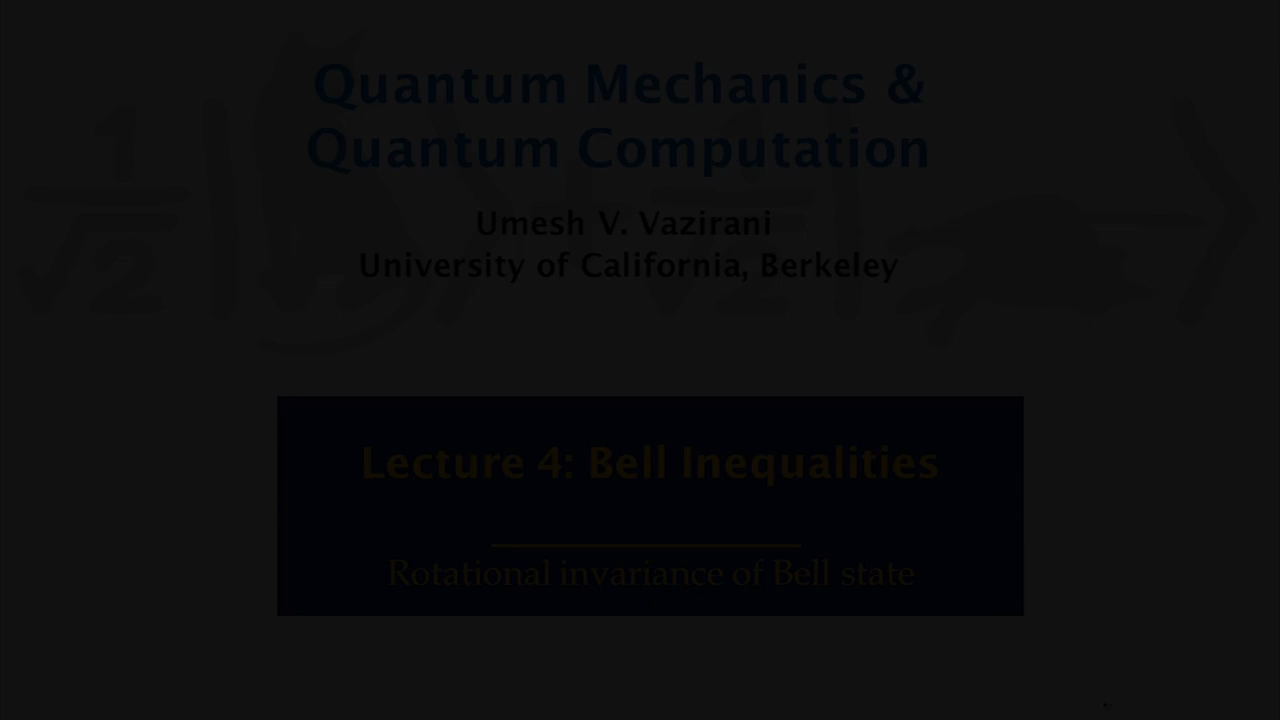 Quantum Mechanics &
Quantum Computation
Umesh V. Vazirani
University of California, Berkeley
Lecture 4: Bell Inequalities
Rotational invariance of Bell state